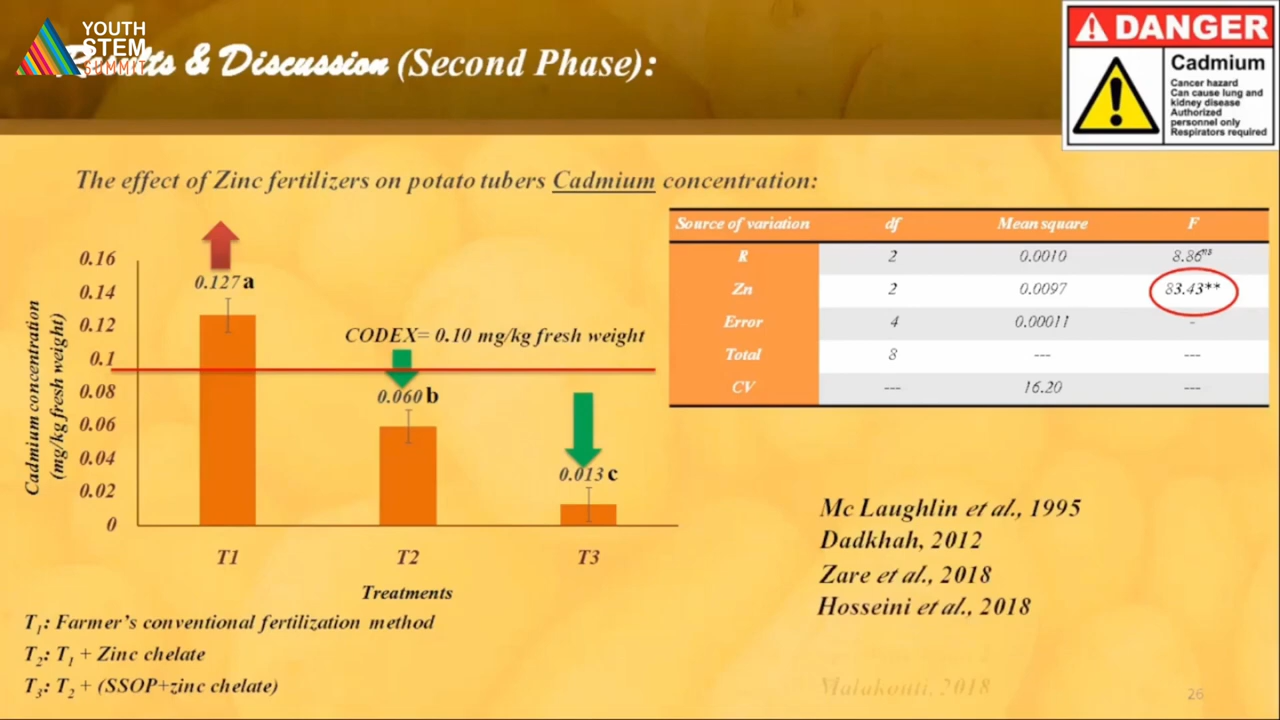 YOUTH
STEM
SUMMIT
& Discussion (Second Phase):
DANGER
Cadmium
Cancer hazard
Can cause lung and
kidney disease
Authorized
personnel only
Respirators required
The effect of Zinc fertilizers on potato tubers Cadmium concentration:
Cadmium concentration
(mg/kg fresh weight)
0.16
0.14
0.12
0.1
0.08
0.06
0.04
0.02
0
0.127 a
CODEX= 0.10 mg/kg fresh weight
0.060 b
0.013 c
T1 T2 T3
Treatments
T1: Farmer's conventional fertilization method
T2: T1 + Zinc chelate
T3: T2 + (SSOP+zinc chelate)
Source of variation df Mean square F
R 2 0.0010 8.86ns
Zn 2 0.0097 83.43**
Error 4 0.00011 -
Total 8 --- ---
CV --- 16.20 ---
Mc Laughlin et al., 1995
Dadkhah, 2012
Zare et al., 2018
Hosseini et al., 2018
Malakouti, 2018
26